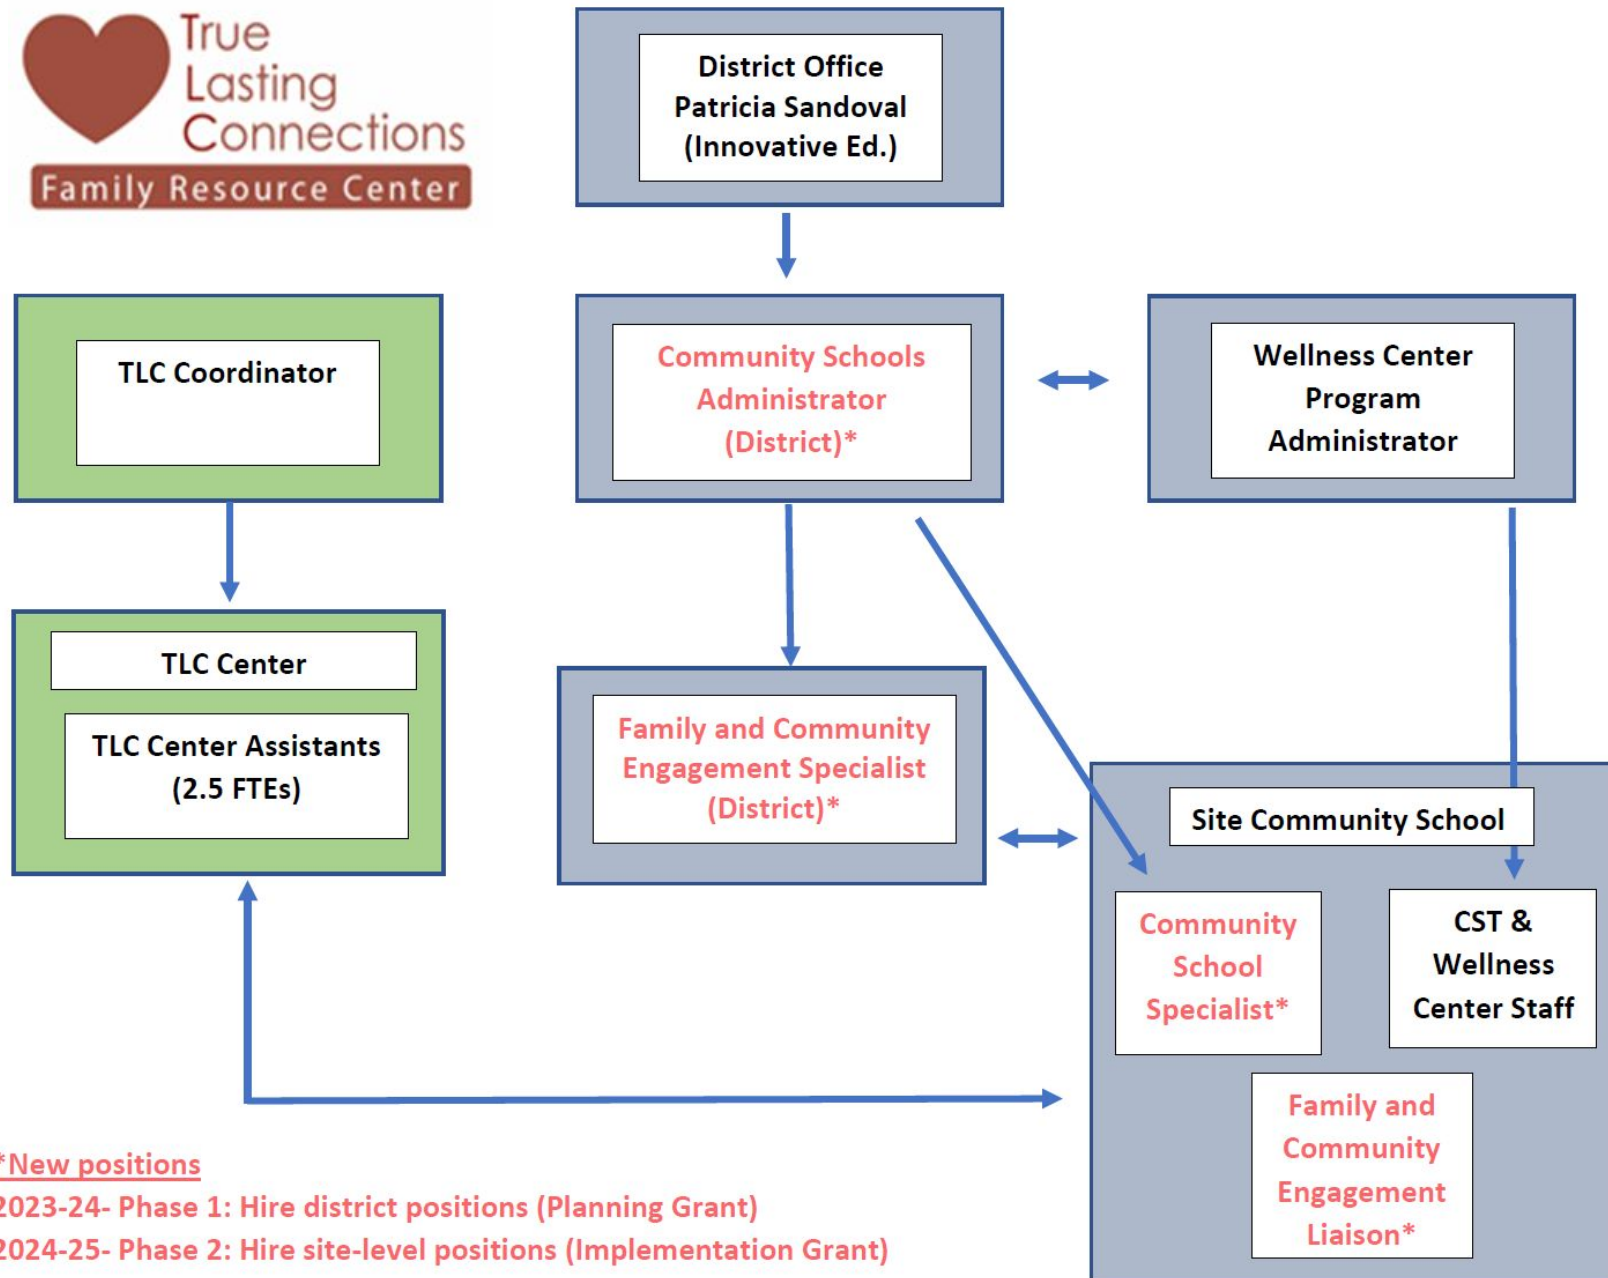 True
Lasting
Connections
Family Resource Center
District Office
Patricia Sandoval
(Innovative Ed.)
TLC Coordinator
Community Schools
Administrator
(District)*
Wellness Center
Program
Administrator
TLC Center
TLC Center Assistants
(2.5 FTEs)
Family and Community
Engagement Specialist
(District)*
Site Community School
Community
School
Specialist*
CST &
Wellness
Center Staff
Family and
Community
Engagement
Liaison*
*New positions
2023-24- Phase 1: Hire district positions (Planning Grant)
2024-25- Phase 2: Hire site-level positions (Implementation Grant)